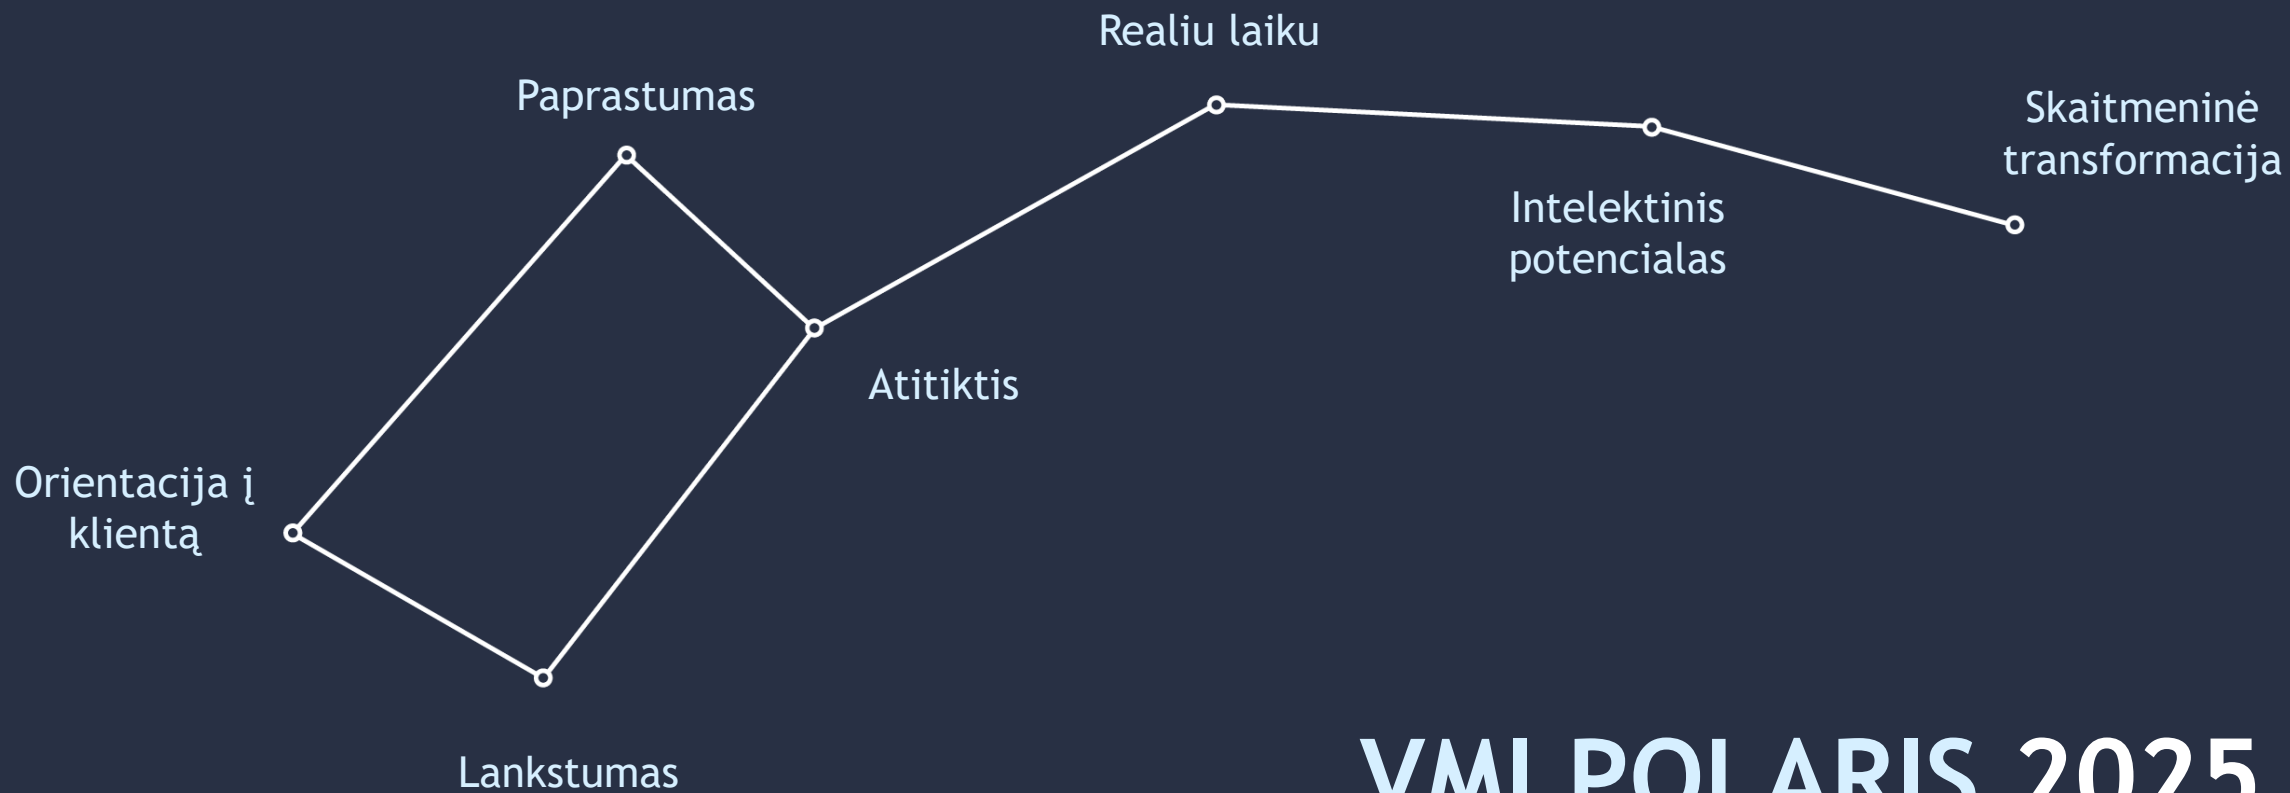 Realiu laiku
Paprastumas
Skaitmeninė
transformacija
Intelektinis
potencialas
Atitiktis
Orientacija į
klientą
Lankstumas
VMI POLARIS 2025